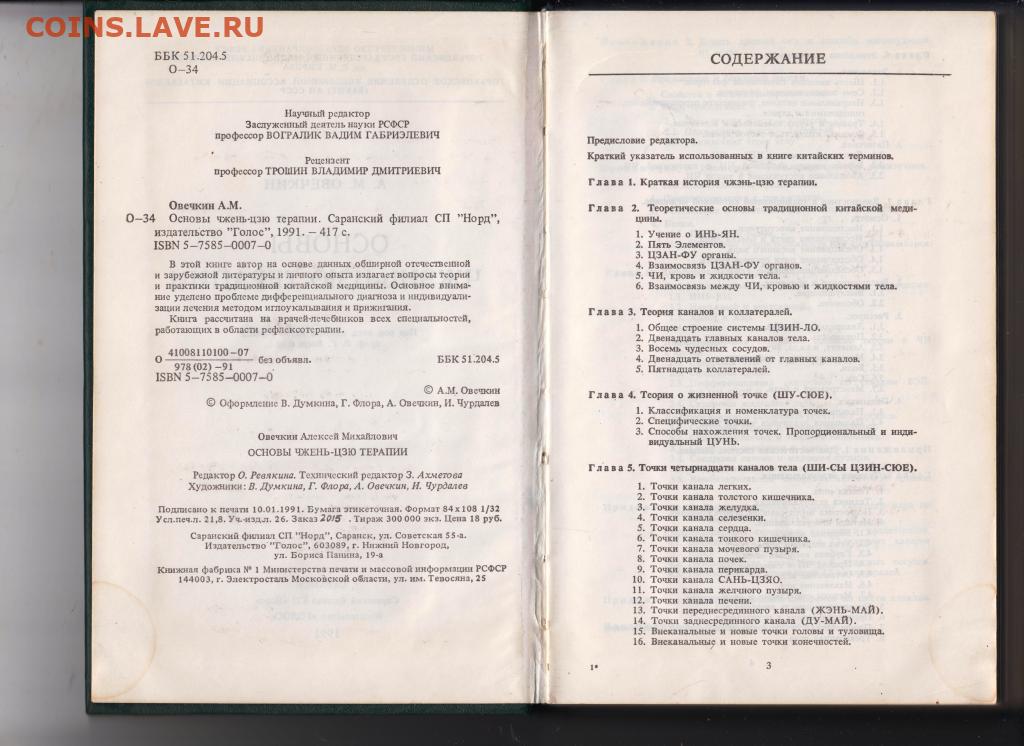 COINS.LAVE.RU
ББК 51.204.5
О—34
Научный редактор
Заслуженный деятель науки РСФСР
профессор ВОГРАЛИК ВАДИМ ГАБРИЭЛЕВИЧ
Рецензент
профессор ТРОШИН ВЛАДИМИР ДМИТРИЕВИЧ
Овечкин А.М.
О—34 Основы чжень-цзю терапии. Саранский филиал СП "Норд",
издательство "Голос", 1991. — 417 с.
ISBN 5—7585—0007—0
В этой книге автор на основе данных обширной отечественной
и зарубежной литературы и личного опыта излагает вопросы теории
и практики традиционной китайской медицины. Основное внима-
ние уделено проблеме дифференциального диагноза и индивидуали-
зации лечения методом иглоукалывания и прижигания.
Книга рассчитана на врачей-лечебников всех специальностей,
работающих в области рефлексотерапии.
41008110100—07
О без объявл. ББК 51.204.5
978 (02) —91
ISBN 5—7585—0007—0
© А.М. Овечкин
© Оформление В. Думкина, Г. Флора, А. Овечкин, И. Чурдалев
Овечкин Алексей Михайлович
ОСНОВЫ ЧЖЕНЬ-ЦЗЮ ТЕРАПИИ
Редактор О. Ревякина. Технический редактор З. Ахметова
Художники: В. Думкина, Г. Флора, А. Овечкин, И. Чурдалев
Подписано к печати 10.01.1991. Бумага этикеточная. Формат 84 х 108 1/32
Усл.печ.л. 21,8. Уч-изд.л. 26. Заказ 2015. Тираж 300 000 экз. Цена 18 руб.
Саранский филиал СП "Норд", Саранск, ул. Советская 55-а.
Издательство "Голос", 603089, г. Нижний Новгород,
ул. Бориса Панина, 19-а
Книжная фабрика № 1 Министерства печати и массовой информации РСФСР
144003, г. Электросталь Московской области, ул. им. Тевосяна, 25
СОДЕРЖАНИЕ
Предисловие редактора.
Краткий указатель использованных в книге китайских терминов.
Глава 1. Краткая история чжэнь-цзю терапии.
Глава 2. Теоретические основы традиционной китайской меди-
цины.
1. Учение о ИНЬ-ЯН.
2. Пять Элементов.
3. ЦЗАН-ФУ органы.
4. Взаимосвязь ЦЗАН-ФУ органов.
5. ЧИ, кровь и жидкости тела.
6. Взаимосвязь между ЧИ, кровью и жидкостями тела.
Глава 3. Теория каналов и коллатералей.
1. Общее строение системы ЦЗИН-ЛО.
2. Двенадцать главных каналов тела.
3. Восемь чудесных сосудов.
4. Двенадцать ответвлений от главных каналов.
5. Пятнадцать коллатералей.
Глава 4. Теория о жизненной точке (ШУ-СЮЕ).
1. Классификация и номенклатура точек.
2. Специфические точки.
3. Способы нахождения точек. Пропорциональный и инди-
видуальный ЦУНЬ.
Глава 5. Точки четырнадцати каналов тела (ШИ-СЫ ЦЗИН-СЮЕ).
1. Точки канала легких.
2. Точки канала толстого кишечника.
3. Точки канала желудка.
4. Точки канала селезенки.
5. Точки канала сердца.
6. Точки канала тонкого кишечника.
7. Точки канала мочевого пузыря.
8. Точки канала почек.
9. Точки канала перикарда.
10. Точки канала САНЬ-ЦЗЯО.
11. Точки канала желчного пузыря.
12. Точки канала печени.
13. Точки переднесрединного канала (ЖЭНЬ-МАЙ).
14. Точки заднесрединного канала (ДУ-МАЙ).
15. Внеканальные и новые точки головы и туловища.
16. Внеканальные и новые точки конечностей.
1* 3